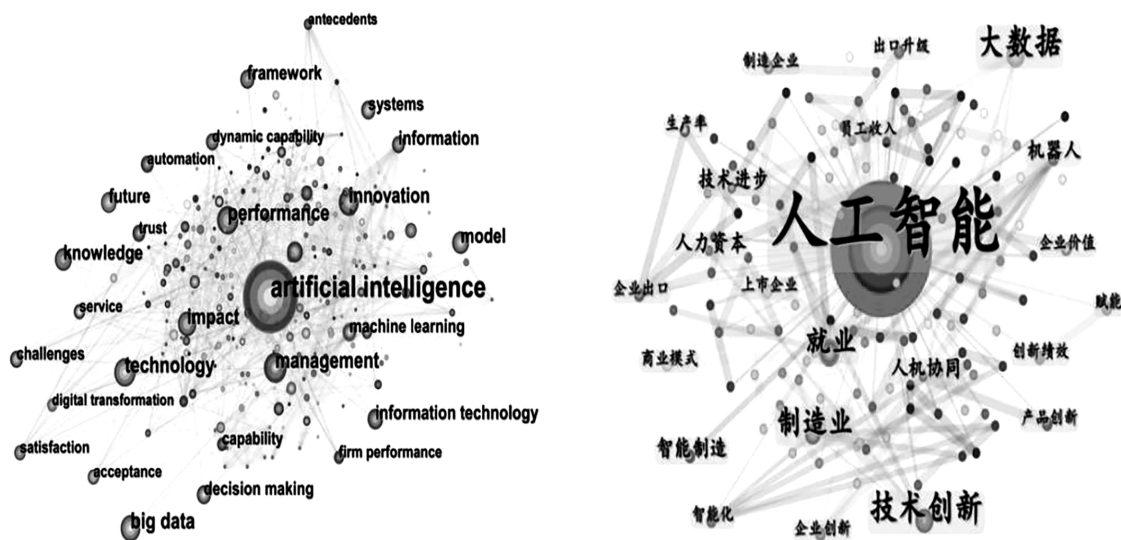 antecedents
framework
systems
dynamic capability
information
automation
future
performance
innovation
trust
knowledge
model
artificial intelligence
service
impact
machine learning
challenges
technology
management
digital transformation
information technology
satisfaction
capability
firm performance
acceptance
decision making
big data
大数据
出口升级
制造企业
生产率
员工收入
机器人
技术进步
人工智能
人力资本
企业价值
企业出口
上市企业
赋能
就业
商业模式
人机协同
创新绩效
制造业
产品创新
智能制造
技术创新
智能化
企业创新